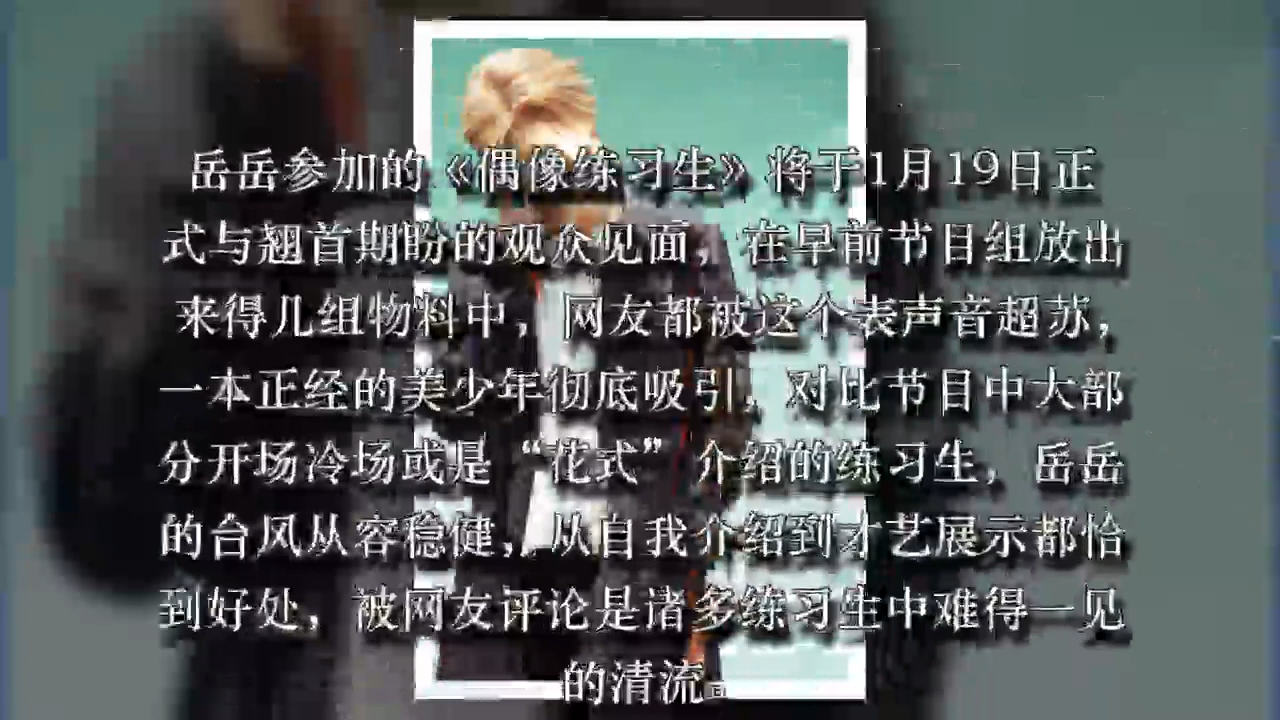 岳岳参加的《偶像练习生》将于1月19日正
式与翘首期盼的观众见面，在早前节目组放出
来得几组物料中，网友都被这个表声音超苏，
一本正经的美少年彻底吸引，对比节目中大部
分开场冷场或是“花式”介绍的练习生，岳岳
的台风从容稳健，从自我介绍到才艺展示都恰
到好处，被网友评论是诸多练习生中难得一见
的清流。